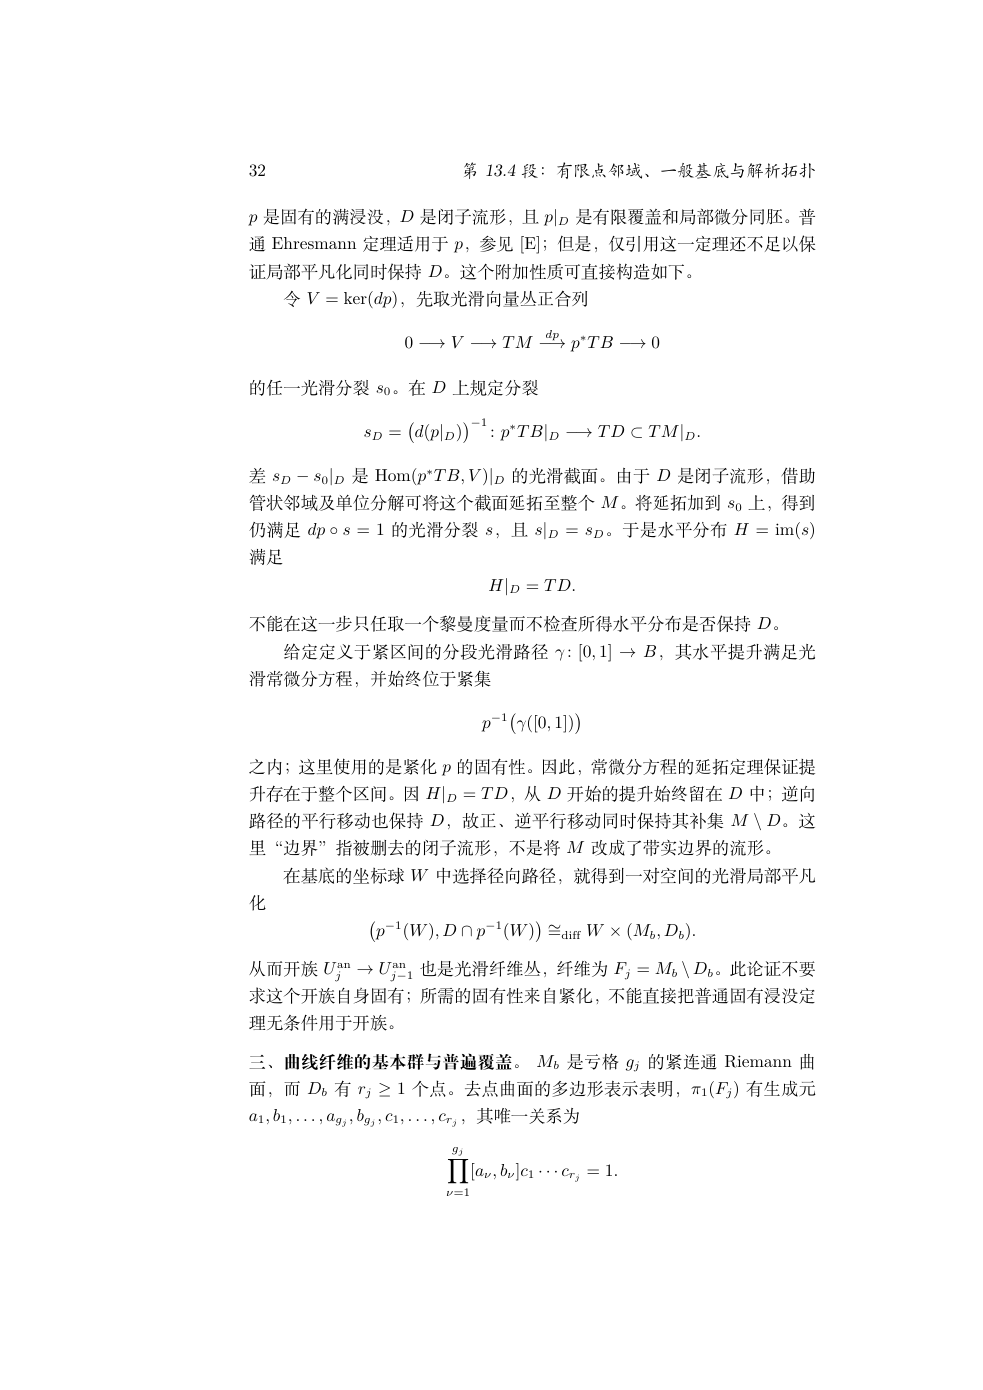 32 第 13.4 段：有限点邻域、一般基底与解析拓扑
p 是固有的满浸没，D 是闭子流形，且 p|_D 是有限覆盖和局部微分同胚。普
通 Ehresmann 定理适用于 p，参见 [E]；但是，仅引用这一定理还不足以保
证局部平凡化同时保持 D。这个附加性质可直接构造如下。
令 V = ker(dp)，先取光滑向量丛正合列
0 ⟶ V ⟶ TM \xrightarrow{dp} p^*TB ⟶ 0
的任一光滑分裂 s_0。在 D 上规定分裂
s_D = (d(p|_D))^{-1}: p^*TB|_D ⟶ TD ⊂ TM|_D.
差 s_D − s_0|_D 是 Hom(p^*TB, V)|_D 的光滑截面。由于 D 是闭子流形，借助
管状邻域及单位分解可将这个截面延拓至整个 M。将延拓加到 s_0 上，得到
仍满足 dp ∘ s = 1 的光滑分裂 s，且 s|_D = s_D。于是水平分布 H = im(s)
满足
H|_D = TD.
不能在这一步只任取一个黎曼度量而不检查所得水平分布是否保持 D。
给定定义于紧区间的分段光滑路径 γ: [0, 1] → B，其水平提升满足光
滑常微分方程，并始终位于紧集
p^{-1}(γ([0, 1]))
之内；这里使用的是紧化 p 的固有性。因此，常微分方程的延拓定理保证提
升存在于整个区间。因 H|_D = TD，从 D 开始的提升始终留在 D 中；逆向
路径的平行移动也保持 D，故正、逆平行移动同时保持其补集 M \ D。这
里“边界”指被删去的闭子流形，不是将 M 改成了带实边界的流形。
在基底的坐标球 W 中选择径向路径，就得到一对空间的光滑局部平凡
化
(p^{-1}(W), D ∩ p^{-1}(W)) ≅_{diff} W × (M_b, D_b).
从而开族 U_j^{an} → U_{j−1}^{an} 也是光滑纤维丛，纤维为 F_j = M_b \ D_b。此论证不要
求这个开族自身固有；所需的固有性来自紧化，不能直接把普通固有浸没定
理无条件用于开族。
三、曲线纤维的基本群与普遍覆盖。 M_b 是亏格 g_j 的紧连通 Riemann 曲
面，而 D_b 有 r_j ≥ 1 个点。去点曲面的多边形表示表明，π_1(F_j) 有生成元
a_1, b_1, . . . , a_{g_j}, b_{g_j}, c_1, . . . , c_{r_j}，其唯一关系为
∏_{ν=1}^{g_j} [a_ν, b_ν]c_1 ⋯ c_{r_j} = 1.